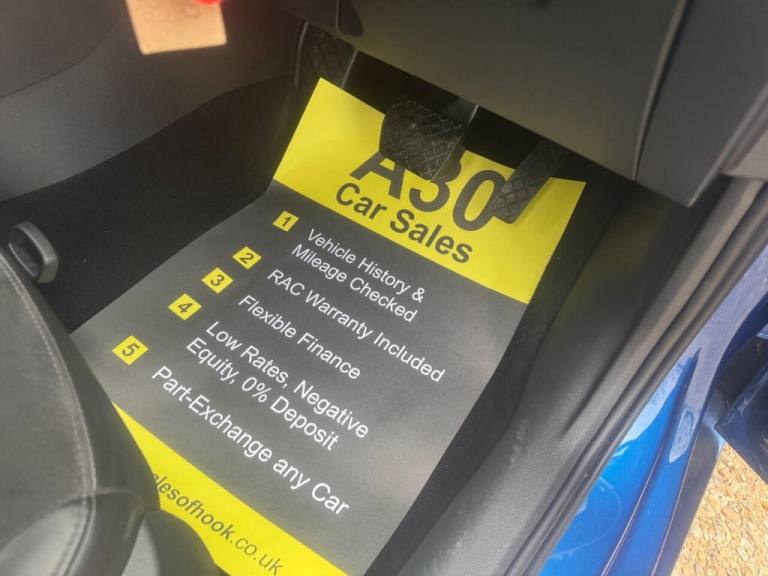 A30
Car Sales
1 Vehicle History &
Mileage Checked
2 RAC Warranty Included
3 Flexible Finance
4 Low Rates, Negative
Equity, 0% Deposit
5 Part-Exchange any Car
alesofhook.co.uk